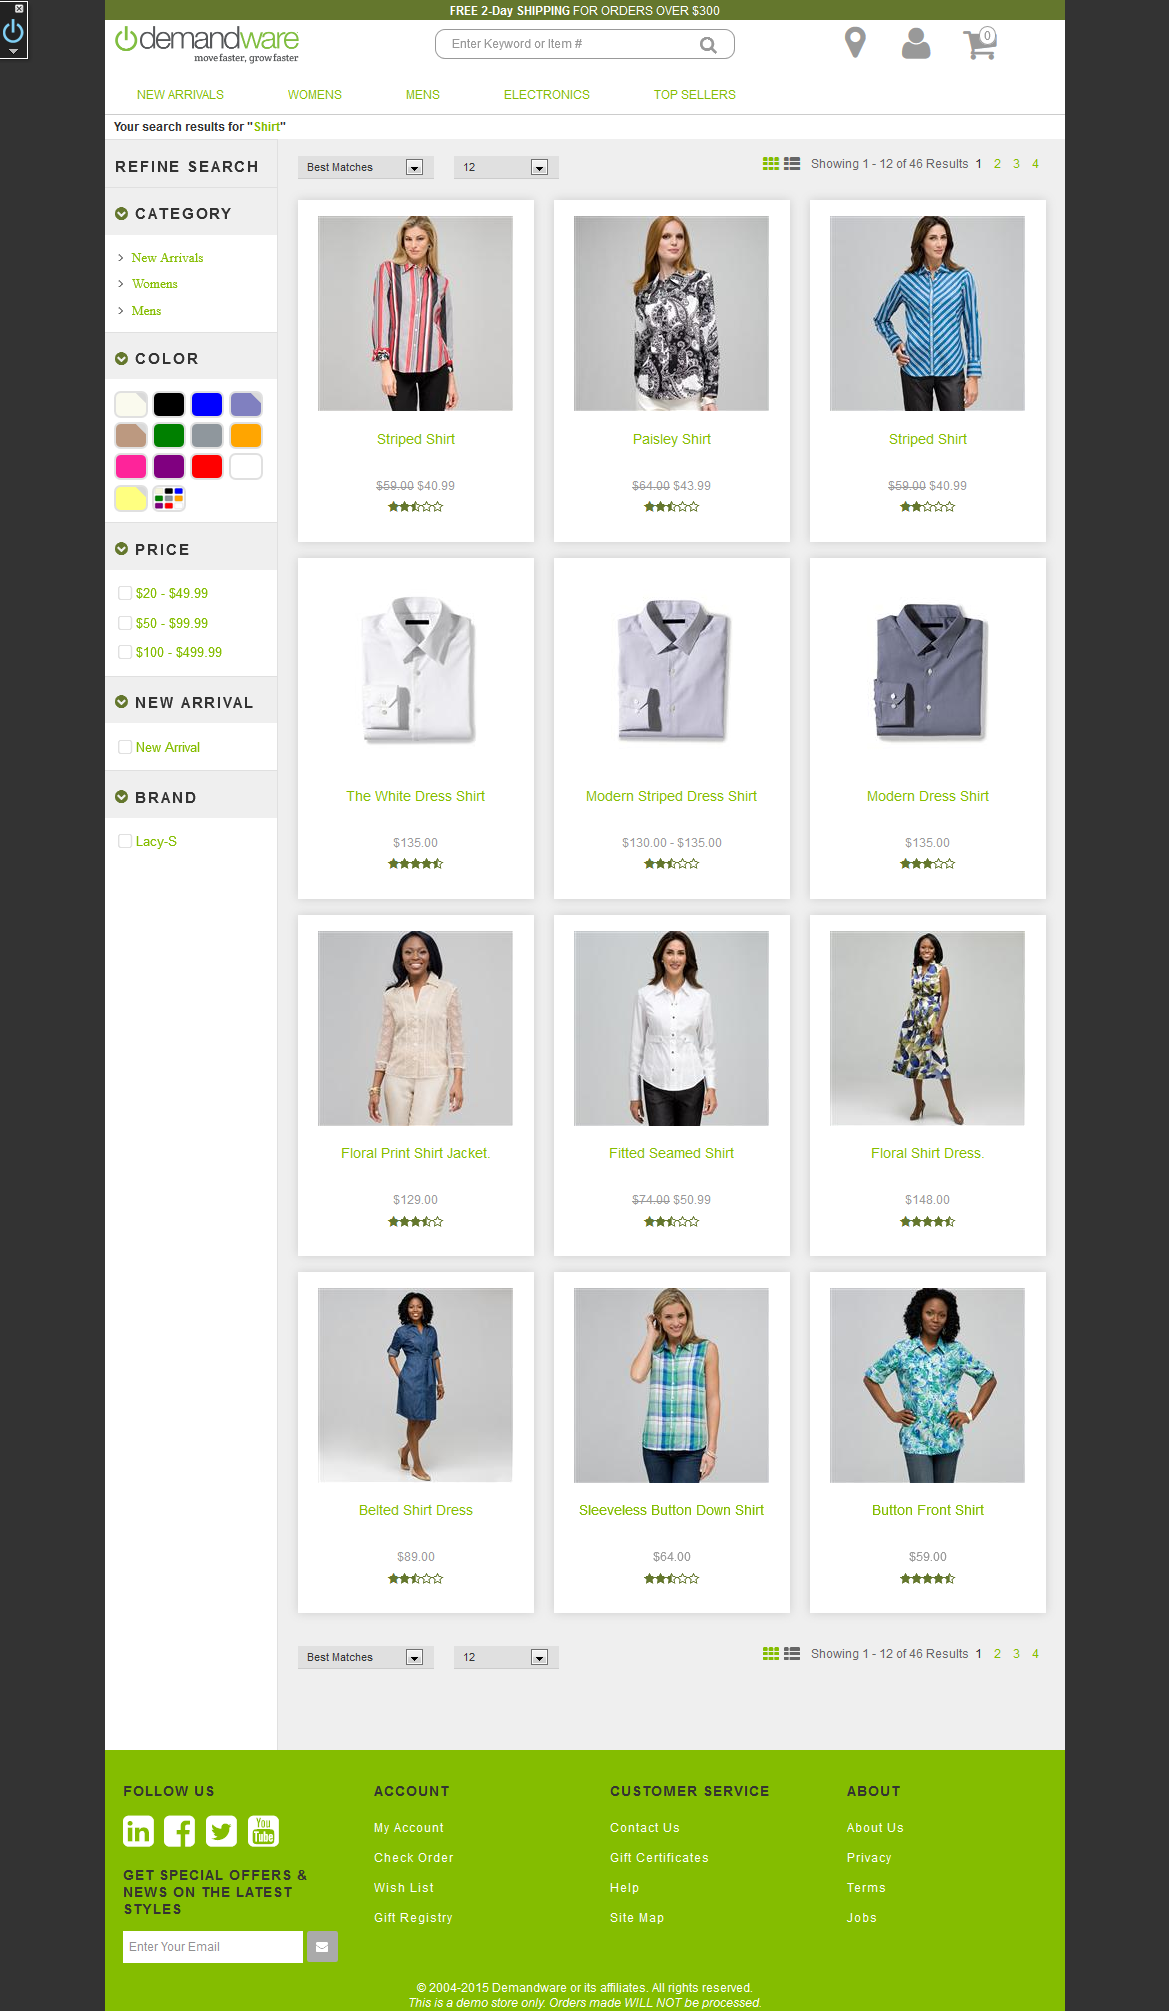 FREE 2-Day SHIPPING FOR ORDERS OVER $300
demandware
move faster, grow faster
Enter Keyword or Item #
0
NEW ARRIVALS WOMENS MENS ELECTRONICS TOP SELLERS
Your search results for "Shirt"
REFINE SEARCH
CATEGORY
New Arrivals
Womens
Mens
COLOR
PRICE
$20 - $49.99
$50 - $99.99
$100 - $499.99
NEW ARRIVAL
New Arrival
BRAND
Lacy-S
Best Matches 12 Showing 1 - 12 of 46 Results 1 2 3 4
Striped Shirt
$59.00 $40.99
Paisley Shirt
$64.00 $43.99
Striped Shirt
$59.00 $40.99
The White Dress Shirt
$135.00
Modern Striped Dress Shirt
$130.00 - $135.00
Modern Dress Shirt
$135.00
Floral Print Shirt Jacket.
$129.00
Fitted Seamed Shirt
$74.00 $50.99
Floral Shirt Dress.
$148.00
Belted Shirt Dress
$89.00
Sleeveless Button Down Shirt
$64.00
Button Front Shirt
$59.00
Best Matches 12 Showing 1 - 12 of 46 Results 1 2 3 4
FOLLOW US
in
You
Tube
GET SPECIAL OFFERS &
NEWS ON THE LATEST
STYLES
Enter Your Email
ACCOUNT
My Account
Check Order
Wish List
Gift Registry
CUSTOMER SERVICE
Contact Us
Gift Certificates
Help
Site Map
ABOUT
About Us
Privacy
Terms
Jobs
© 2004-2015 Demandware or its affiliates. All rights reserved.
This is a demo store only. Orders made WILL NOT be processed.